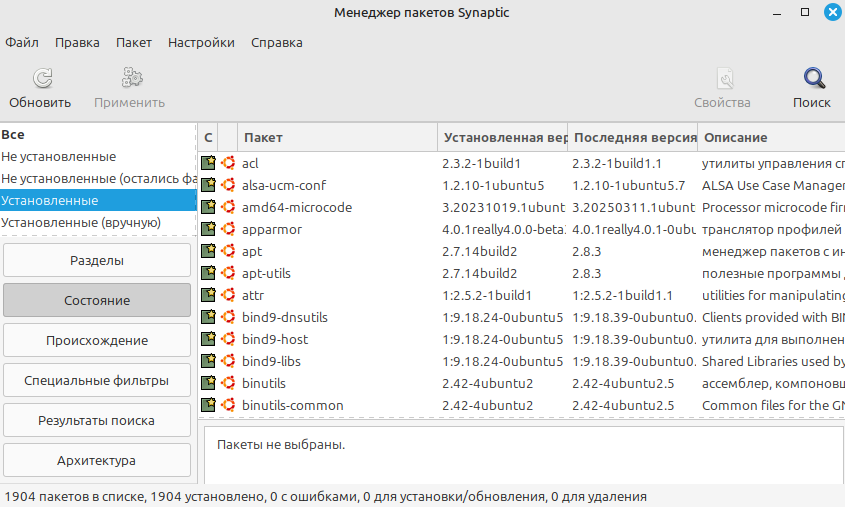 Менеджер пакетов Synaptic
Файл Правка Пакет Настройки Справка
Обновить Применить Свойства Поиск
Все
Не установленные
Не установленные (остались фа
Установленные
Установленные (вручную)
Разделы
Состояние
Происхождение
Специальные фильтры
Результаты поиска
Архитектура
С Пакет Установленная вер Последняя версия Описание
acl 2.3.2-1build1 2.3.2-1build1.1 утилиты управления сп
alsa-ucm-conf 1.2.10-1ubuntu5 1.2.10-1ubuntu5.7 ALSA Use Case Manager
amd64-microcode 3.20231019.1ubunt 3.20250311.1ubunt Processor microcode firm
apparmor 4.0.1really4.0.0-beta3 4.0.1really4.0.1-0ubu транслятор профилей
apt 2.7.14build2 2.8.3 менеджер пакетов с ин
apt-utils 2.7.14build2 2.8.3 полезные программы д
attr 1:2.5.2-1build1 1:2.5.2-1build1.1 utilities for manipulating
bind9-dnsutils 1:9.18.24-0ubuntu5 1:9.18.39-0ubuntu0. Clients provided with BIN
bind9-host 1:9.18.24-0ubuntu5 1:9.18.39-0ubuntu0. утилита для выполнен
bind9-libs 1:9.18.24-0ubuntu5 1:9.18.39-0ubuntu0. Shared Libraries used by
binutils 2.42-4ubuntu2 2.42-4ubuntu2.5 ассемблер, компоновщ
binutils-common 2.42-4ubuntu2 2.42-4ubuntu2.5 Common files for the GN
Пакеты не выбраны.
1904 пакетов в списке, 1904 установлено, 0 с ошибками, 0 для установки/обновления, 0 для удаления